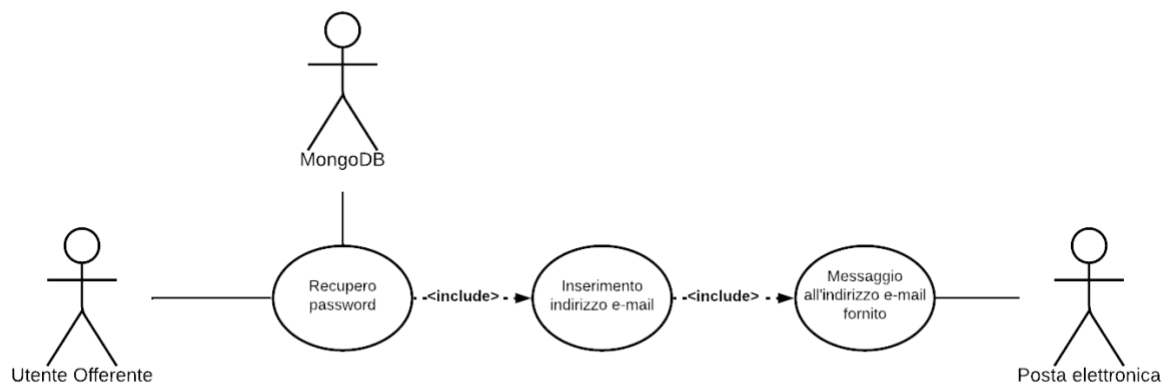 MongoDB
Utente Offerente
Recupero
password
<include>
Inserimento
indirizzo e-mail
<include>
Messaggio
all'indirizzo e-mail
fornito
Posta elettronica